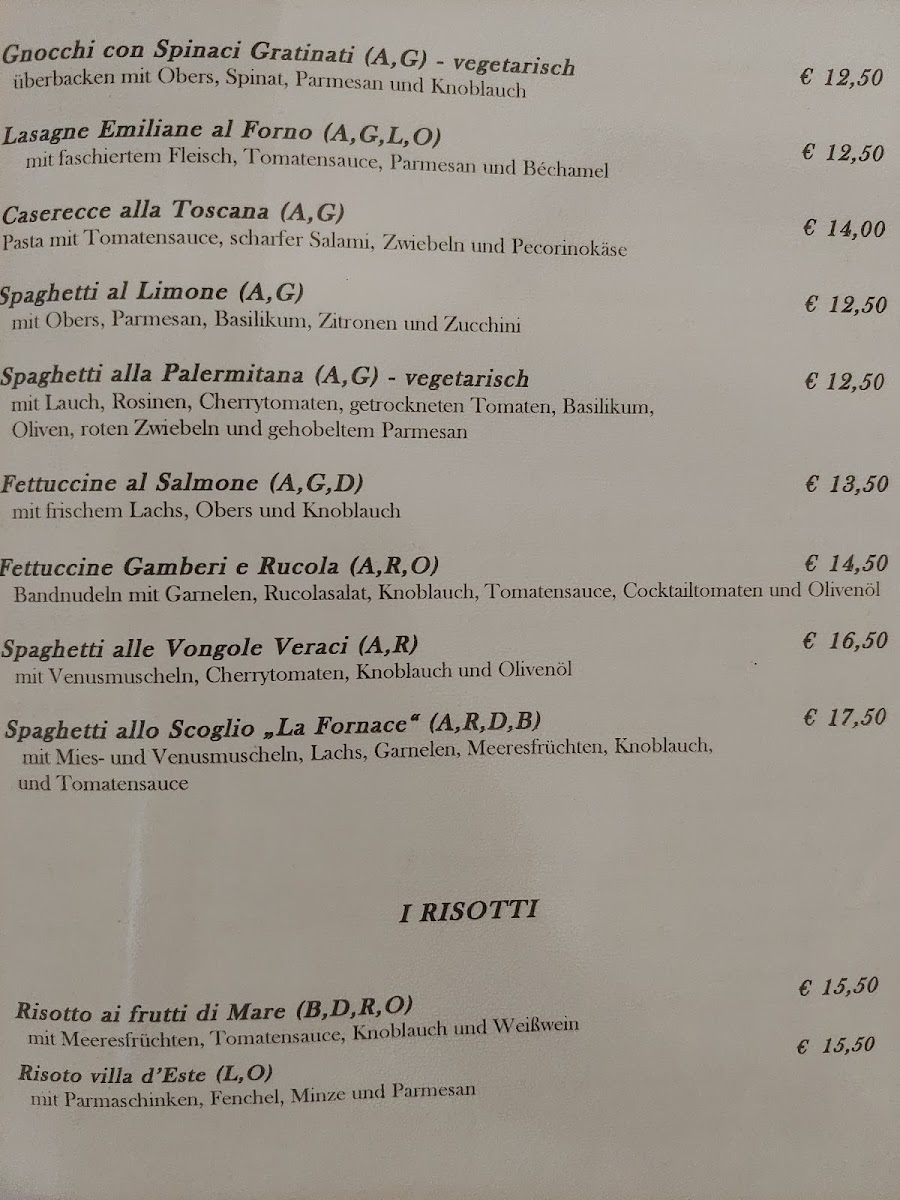 Gnocchi con Spinaci Gratinati (A,G) - vegetarisch
€ 12,50
überbacken mit Obers, Spinat, Parmesan und Knoblauch
Lasagne Emiliane al Forno (A,G,L,O)
€ 12,50
mit faschiertem Fleisch, Tomatensauce, Parmesan und Béchamel
Caserecce alla Toscana (A,G)
€ 14,00
Pasta mit Tomatensauce, scharfer Salami, Zwiebeln und Pecorinokäse
Spaghetti al Limone (A,G)
€ 12,50
mit Obers, Parmesan, Basilikum, Zitronen und Zucchini
Spaghetti alla Palermitana (A,G) - vegetarisch
€ 12,50
mit Lauch, Rosinen, Cherrytomaten, getrockneten Tomaten, Basilikum,
Oliven, roten Zwiebeln und gehobeltem Parmesan
Fettuccine al Salmone (A,G,D)
€ 13,50
mit frischem Lachs, Obers und Knoblauch
Fettuccine Gamberi e Rucola (A,R,O)
€ 14,50
Bandnudeln mit Garnelen, Rucolasalat, Knoblauch, Tomatensauce, Cocktailtomaten und Olivenöl
Spaghetti alle Vongole Veraci (A,R)
€ 16,50
mit Venusmuscheln, Cherrytomaten, Knoblauch und Olivenöl
Spaghetti allo Scoglio „La Fornace“ (A,R,D,B)
€ 17,50
mit Mies- und Venusmuscheln, Lachs, Garnelen, Meeresfrüchten, Knoblauch,
und Tomatensauce
I RISOTTI
Risotto ai frutti di Mare (B,D,R,O)
€ 15,50
mit Meeresfrüchten, Tomatensauce, Knoblauch und Weißwein
Risoto villa d'Este (L,O)
€ 15,50
mit Parmaschinken, Fenchel, Minze und Parmesan